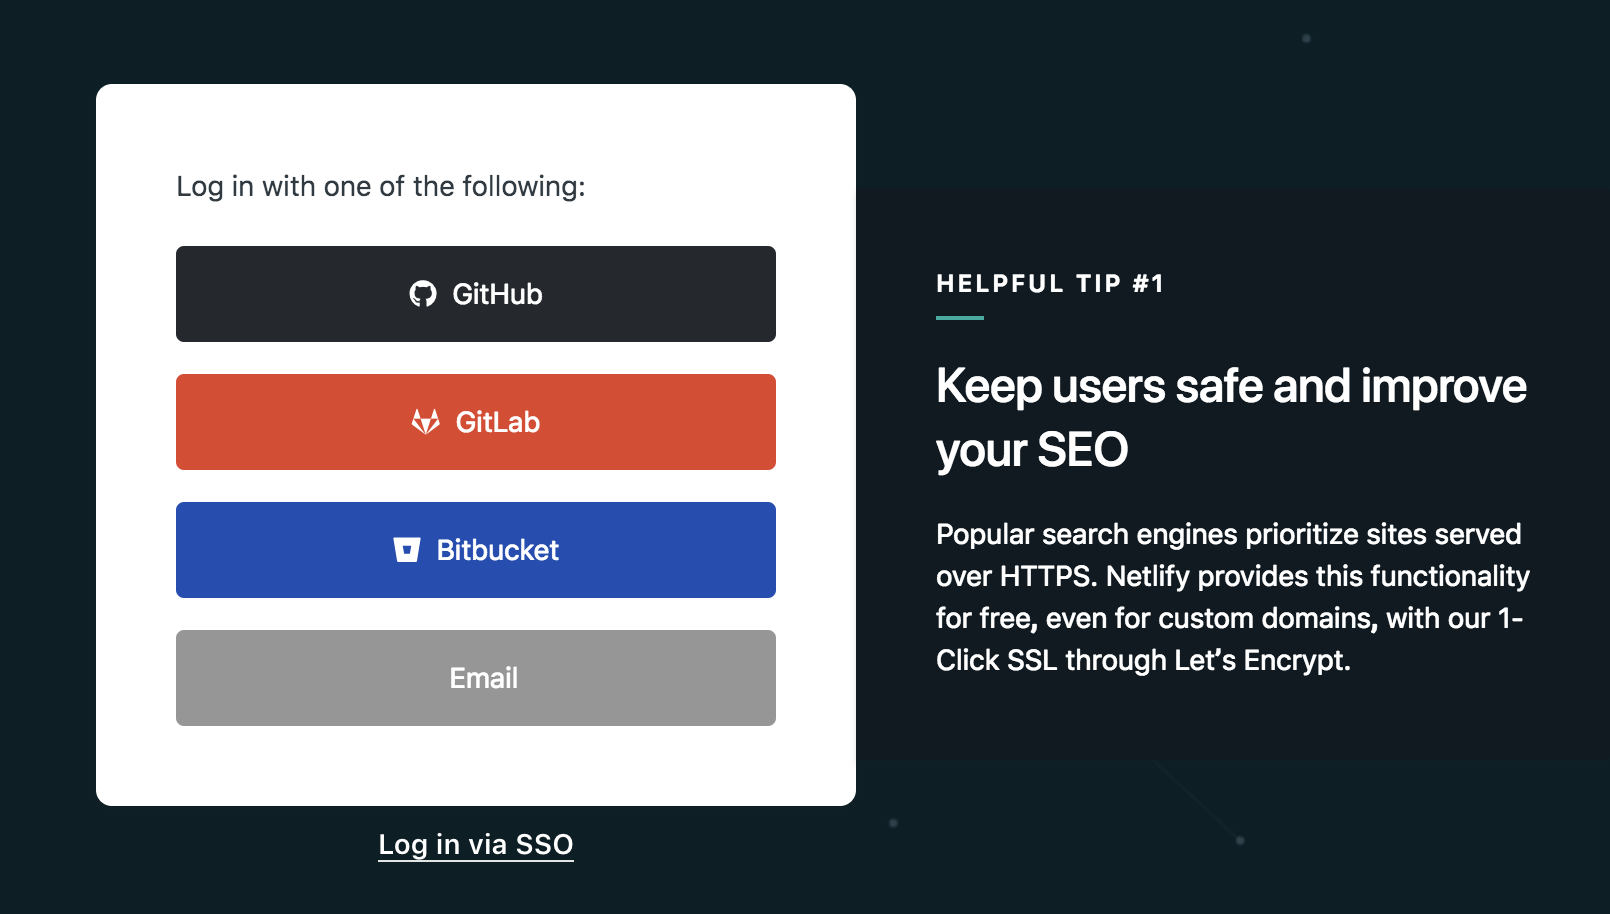 Log in with one of the following:
GitHub
GitLab
Bitbucket
Email
Log in via SSO
HELPFUL TIP #1
Keep users safe and improve
your SEO
Popular search engines prioritize sites served
over HTTPS. Netlify provides this functionality
for free, even for custom domains, with our 1-
Click SSL through Let’s Encrypt.